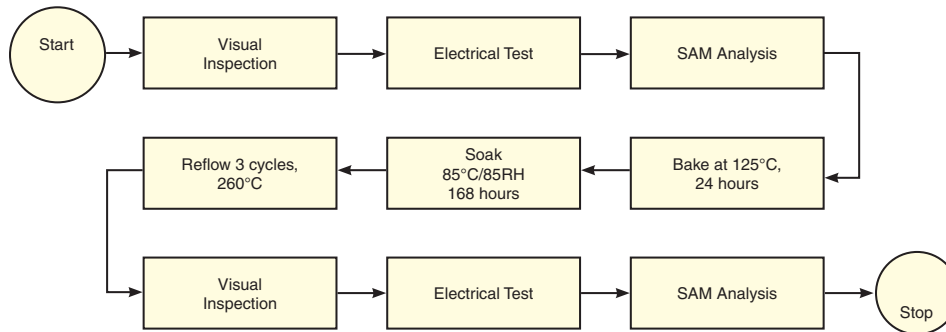 Start
Visual
Inspection
Electrical Test
SAM Analysis
Bake at 125°C,
24 hours
Soak
85°C/85RH
168 hours
Reflow 3 cycles,
260°C
Visual
Inspection
Electrical Test
SAM Analysis
Stop